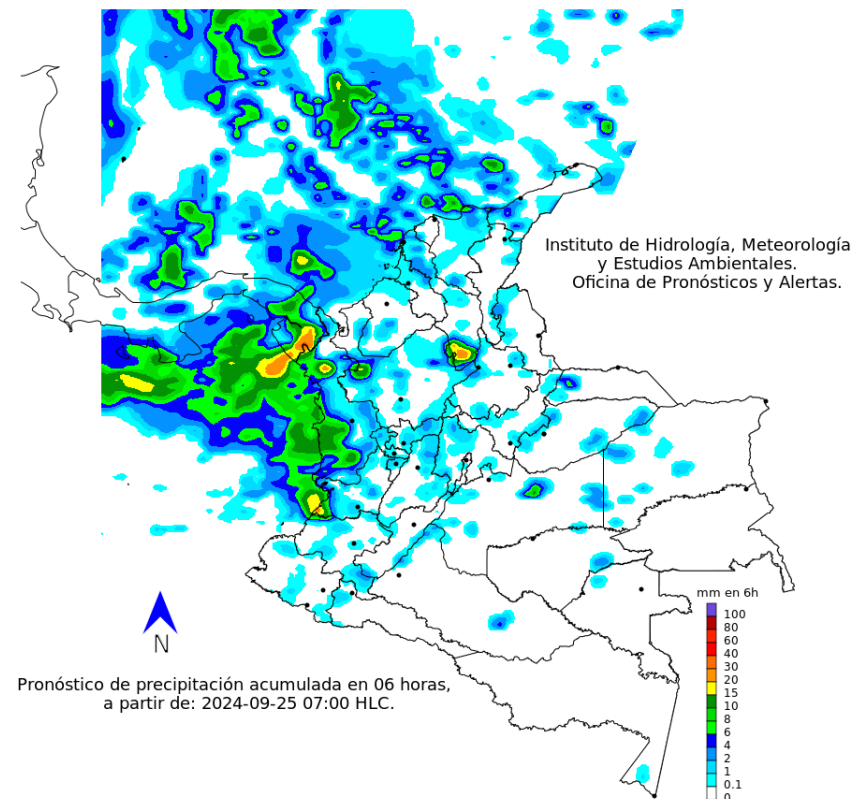 Instituto de Hidrología, Meteorología
y Estudios Ambientales.
Oficina de Pronósticos y Alertas.
mm en 6h
100
80
60
40
30
20
15
10
8
6
4
2
1
0.1
0
N
Pronóstico de precipitación acumulada en 06 horas,
a partir de: 2024-09-25 07:00 HLC.